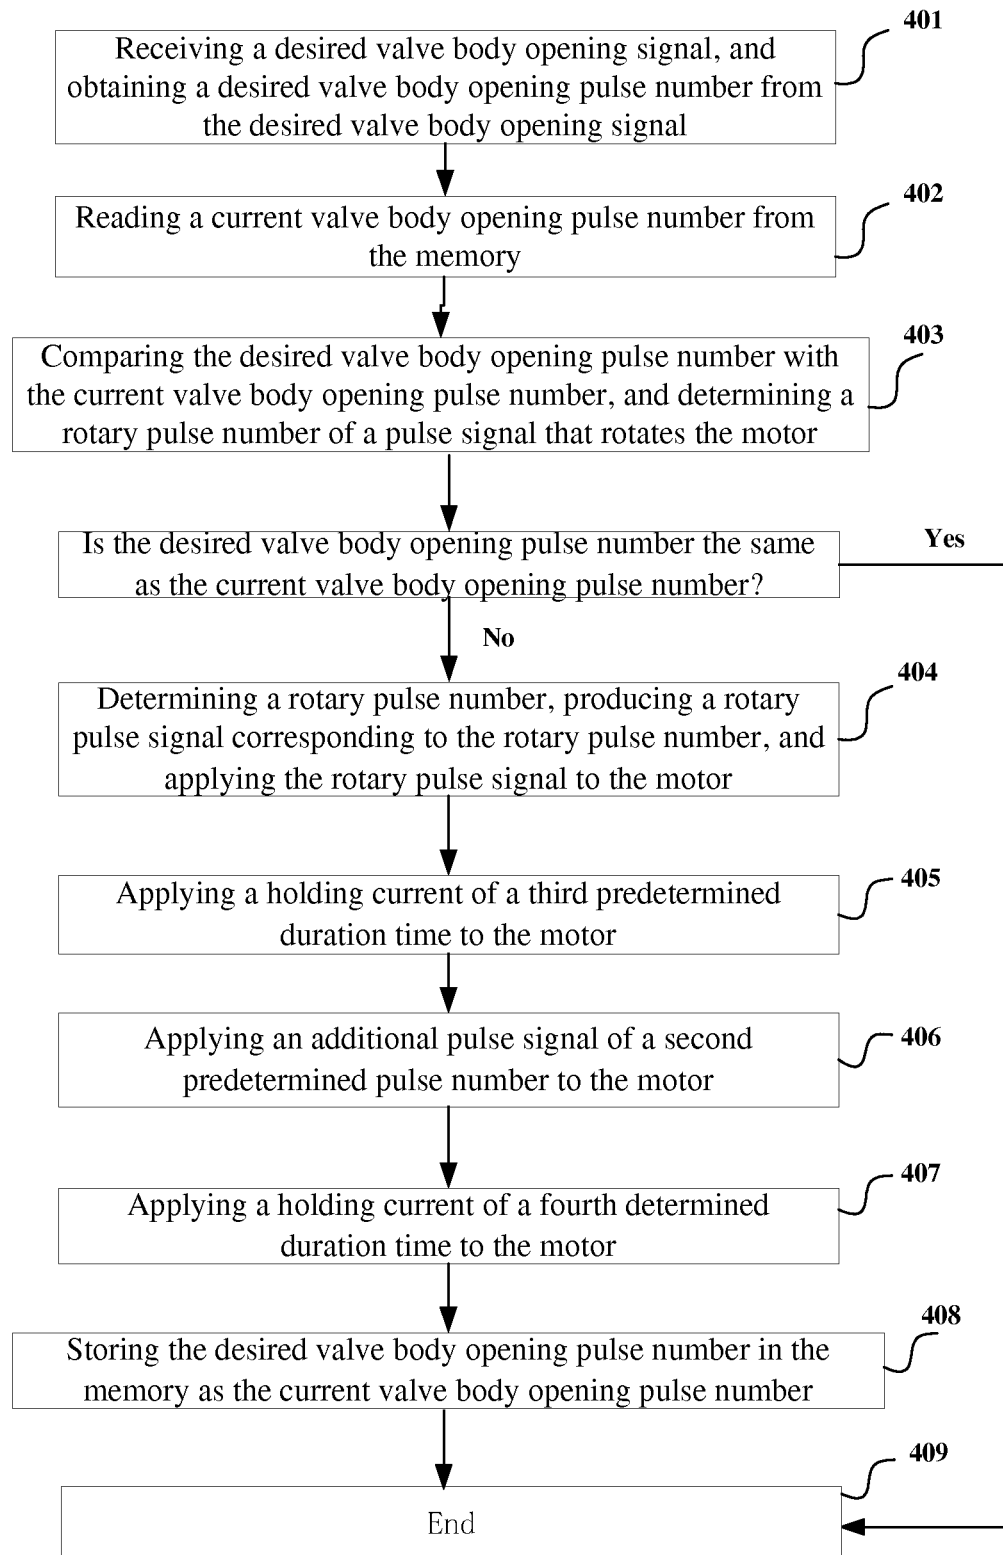 401
Receiving a desired valve body opening signal, and
obtaining a desired valve body opening pulse number from
the desired valve body opening signal
402
Reading a current valve body opening pulse number from
the memory
403
Comparing the desired valve body opening pulse number with
the current valve body opening pulse number, and determining a
rotary pulse number of a pulse signal that rotates the motor
Is the desired valve body opening pulse number the same
as the current valve body opening pulse number?
Yes
No
404
Determining a rotary pulse number, producing a rotary
pulse signal corresponding to the rotary pulse number, and
applying the rotary pulse signal to the motor
405
Applying a holding current of a third predetermined
duration time to the motor
406
Applying an additional pulse signal of a second
predetermined pulse number to the motor
407
Applying a holding current of a fourth determined
duration time to the motor
408
Storing the desired valve body opening pulse number in the
memory as the current valve body opening pulse number
409
End